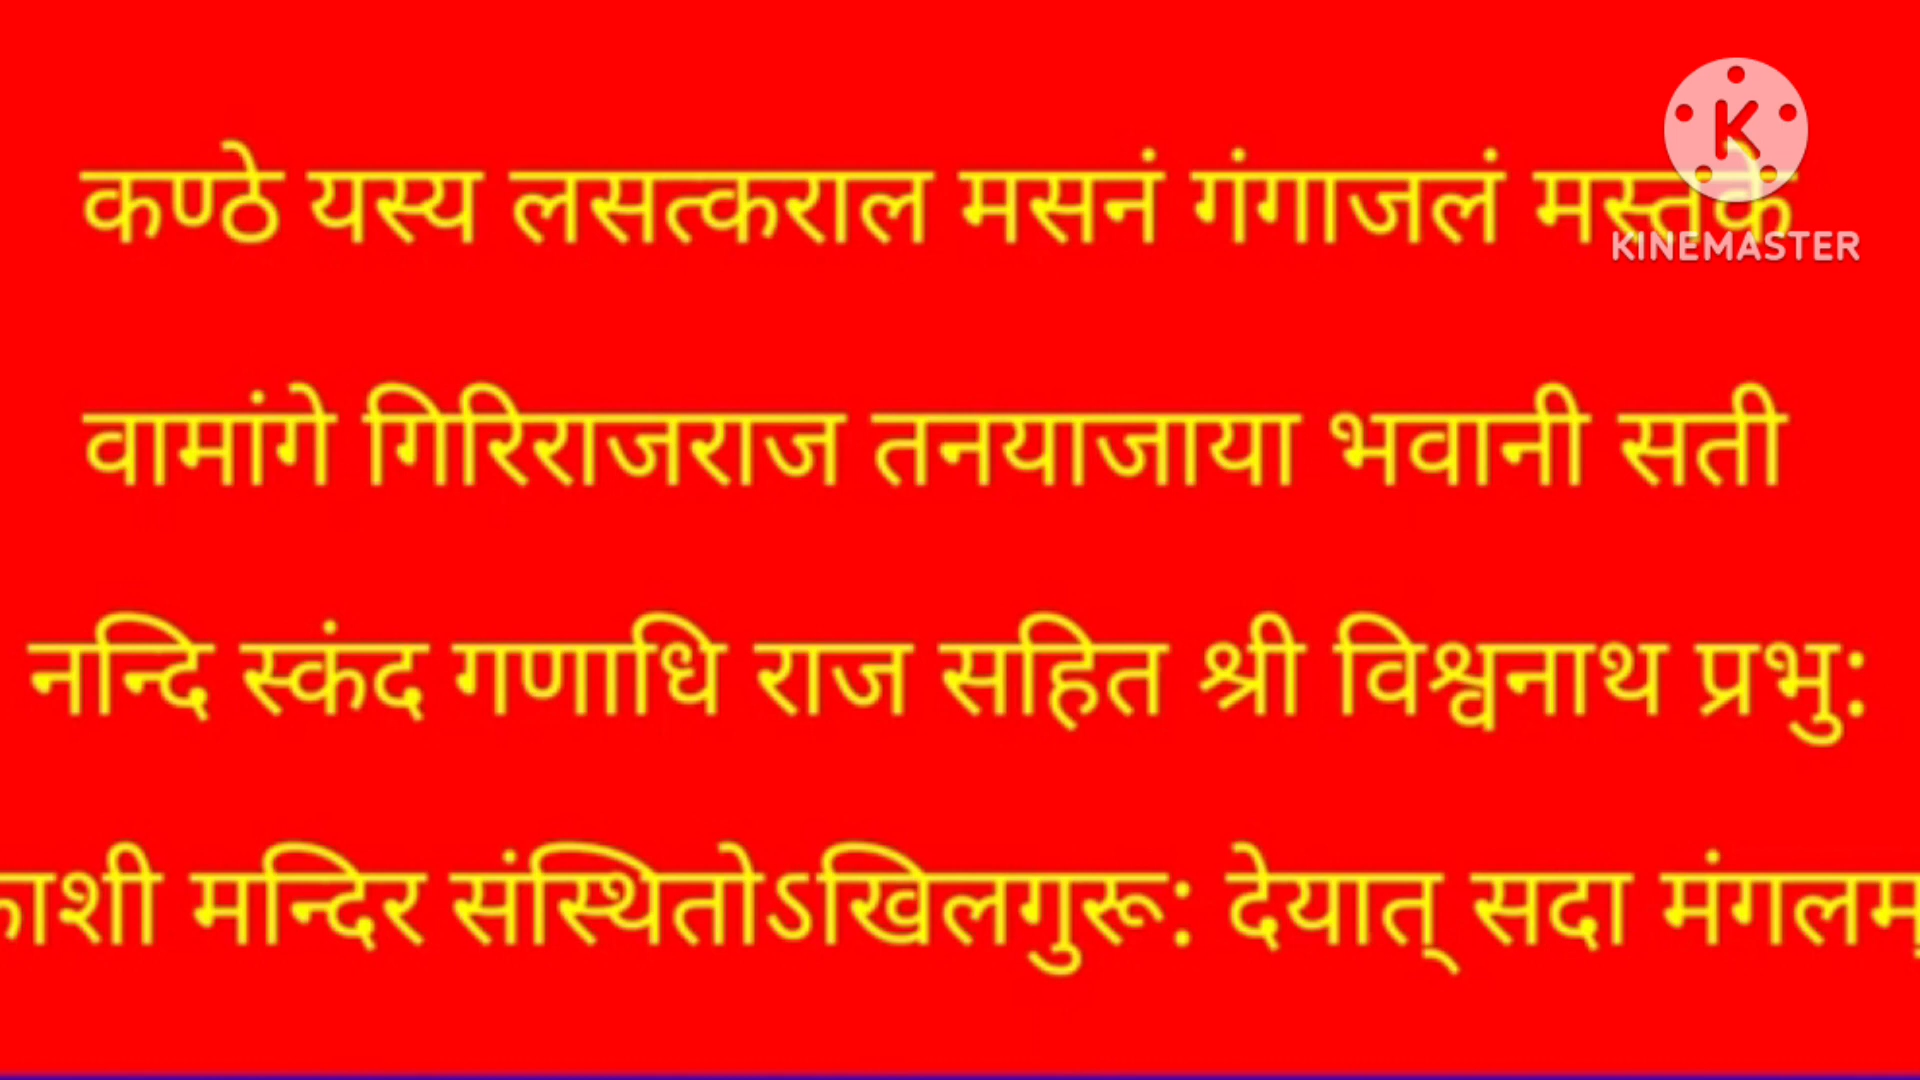 कण्ठे यस्य लसत्कराल मसनं गंगाजलं मस्तके
KINEMASTER
वामांगे गिरिराजराज तनयाजाया भवानी सती
नन्दि स्कंद गणाधि राज सहित श्री विश्वनाथ प्रभु:
काशी मन्दिर संस्थितोऽखिलगुरू: देयात् सदा मंगलम्